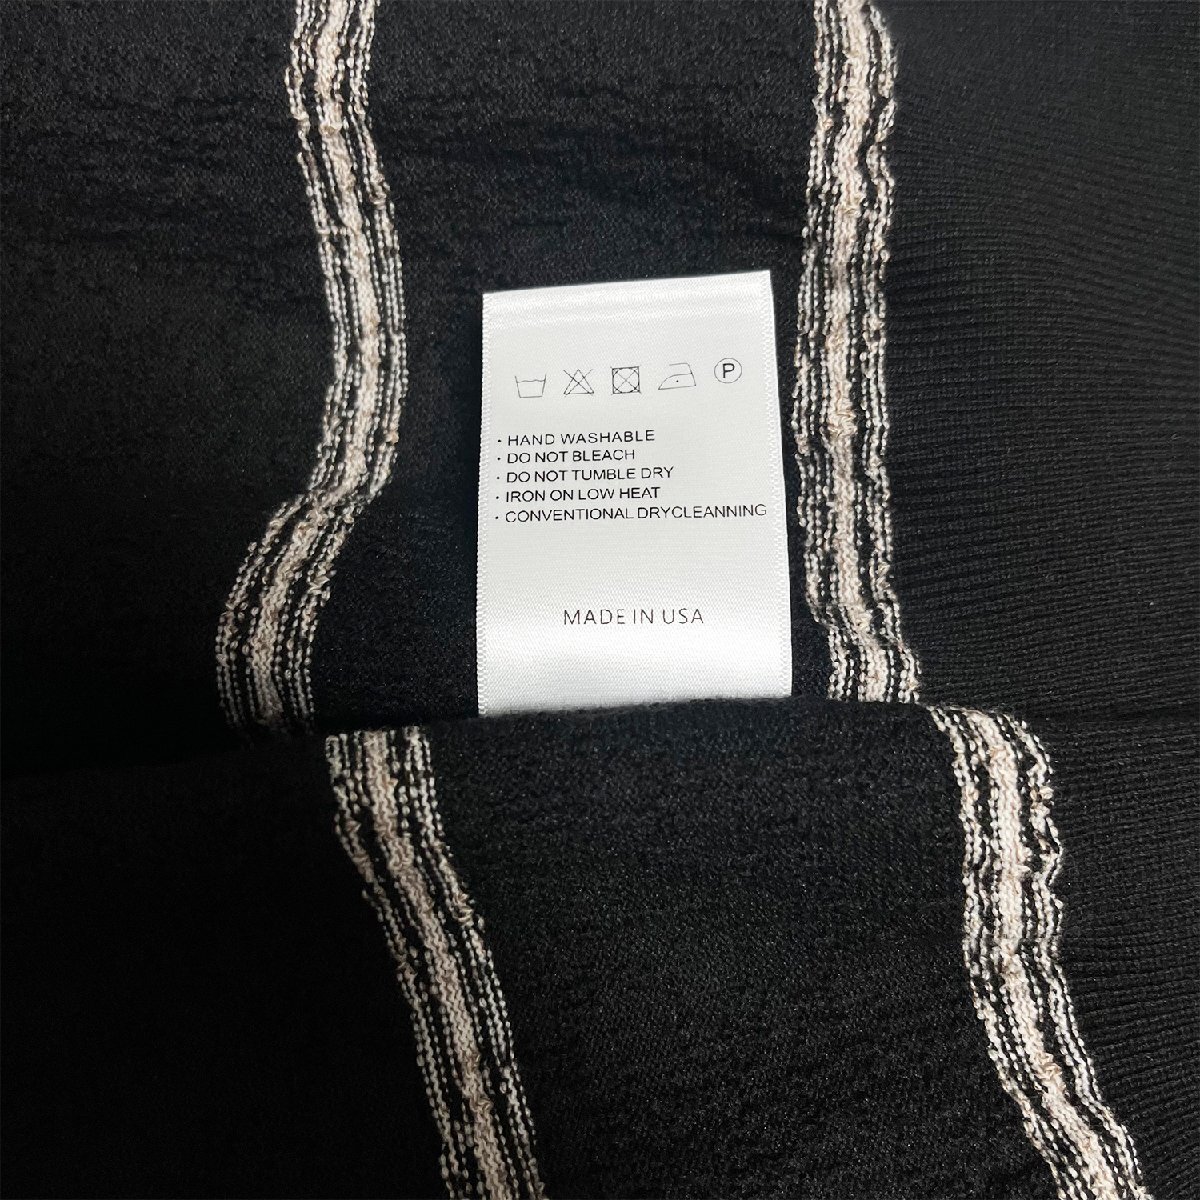 P
· HAND WASHABLE
· DO NOT BLEACH
· DO NOT TUMBLE DRY
· IRON ON LOW HEAT
· CONVENTIONAL DRYCLEANNING
MADE IN USA